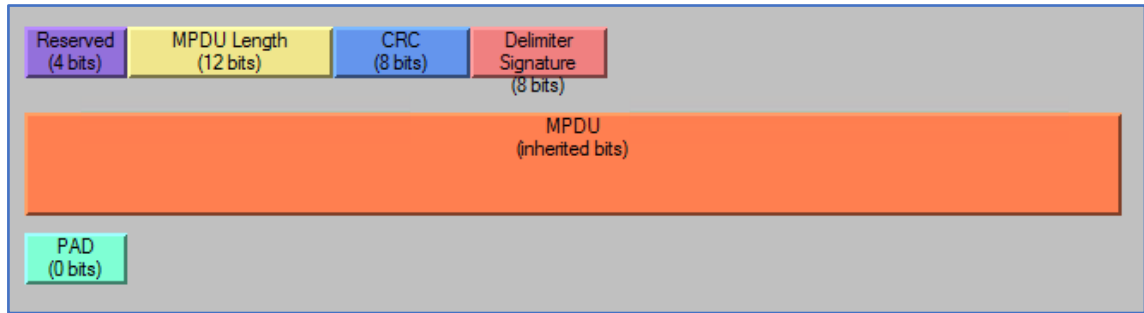 Reserved
(4 bits)
MPDU Length
(12 bits)
CRC
(8 bits)
Delimiter
Signature
(8 bits)
MPDU
(inherited bits)
PAD
(0 bits)